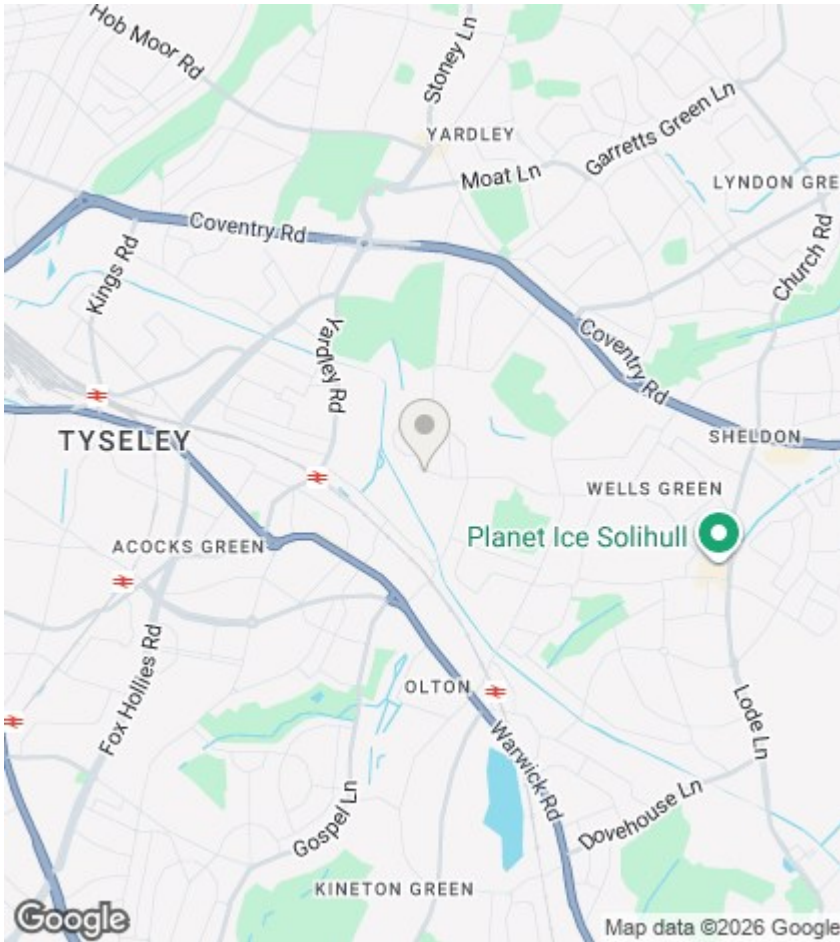 Hob Moor Rd
Stoney Ln
YARDLEY
Garretts Green Ln
Moat Ln
LYNDON GRE
Coventry Rd
Church Rd
Kings Rd
Yardley Rd
Coventry Rd
TYSELEY
SHELDON
WELLS GREEN
Planet Ice Solihull
ACOCKS GREEN
Fox Hollies Rd
OLTON
Lode Ln
Warwick Rd
Dovehouse Ln
Gospel Ln
KINETON GREEN
Google
Map data ©2026 Google